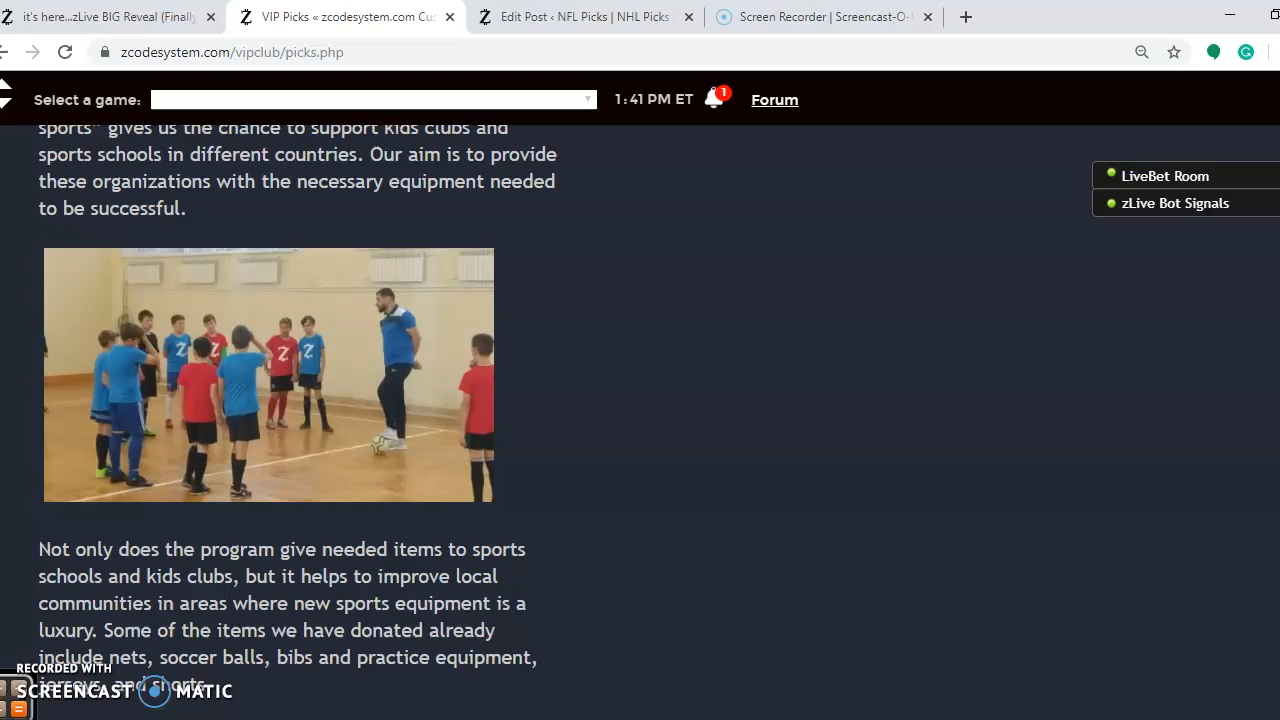 it's here...zLive BIG Reveal (Finally
VIP Picks « zcodesystem.com Cus
Edit Post ‹ NFL Picks | NHL Picks
Screen Recorder | Screencast-O-
zcodesystem.com/vipclub/picks.php
Select a game:
1:41 PM ET
1
Forum
sports" gives us the chance to support kids clubs and
sports schools in different countries. Our aim is to provide
these organizations with the necessary equipment needed
to be successful.
LiveBet Room
zLive Bot Signals
Z
Z
Z
Z
Not only does the program give needed items to sports
schools and kids clubs, but it helps to improve local
communities in areas where new sports equipment is a
luxury. Some of the items we have donated already
include nets, soccer balls, bibs and practice equipment,
jerseys, and shorts.
RECORDED WITH
SCREENCAST MATIC